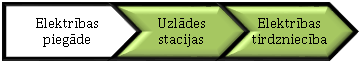 Elektrības
piegāde
Uzlādes
stacijas
Elektrības
tirdzniecība